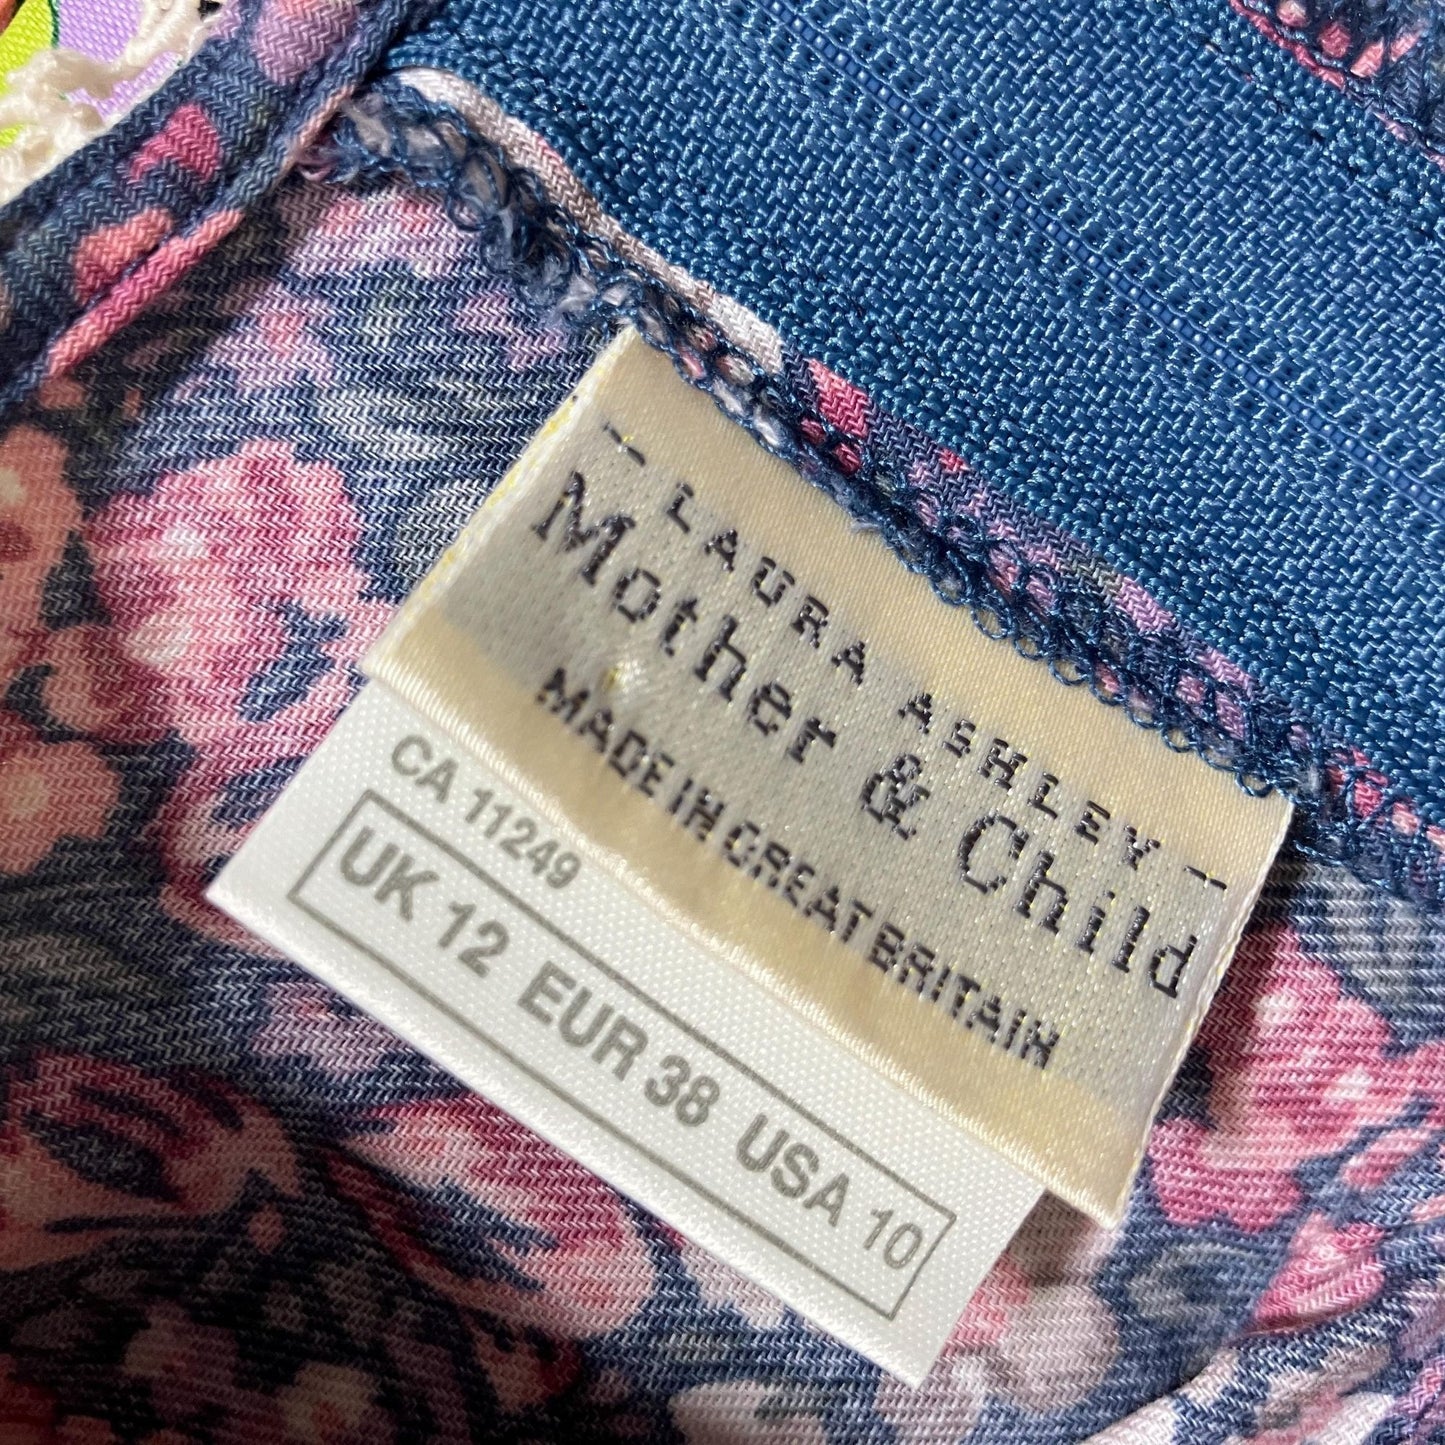 - LAURA ASHLEY -
Mother & Child
MADE IN GREAT BRITAIN
CA 11249
UK 12 EUR 38 USA 10